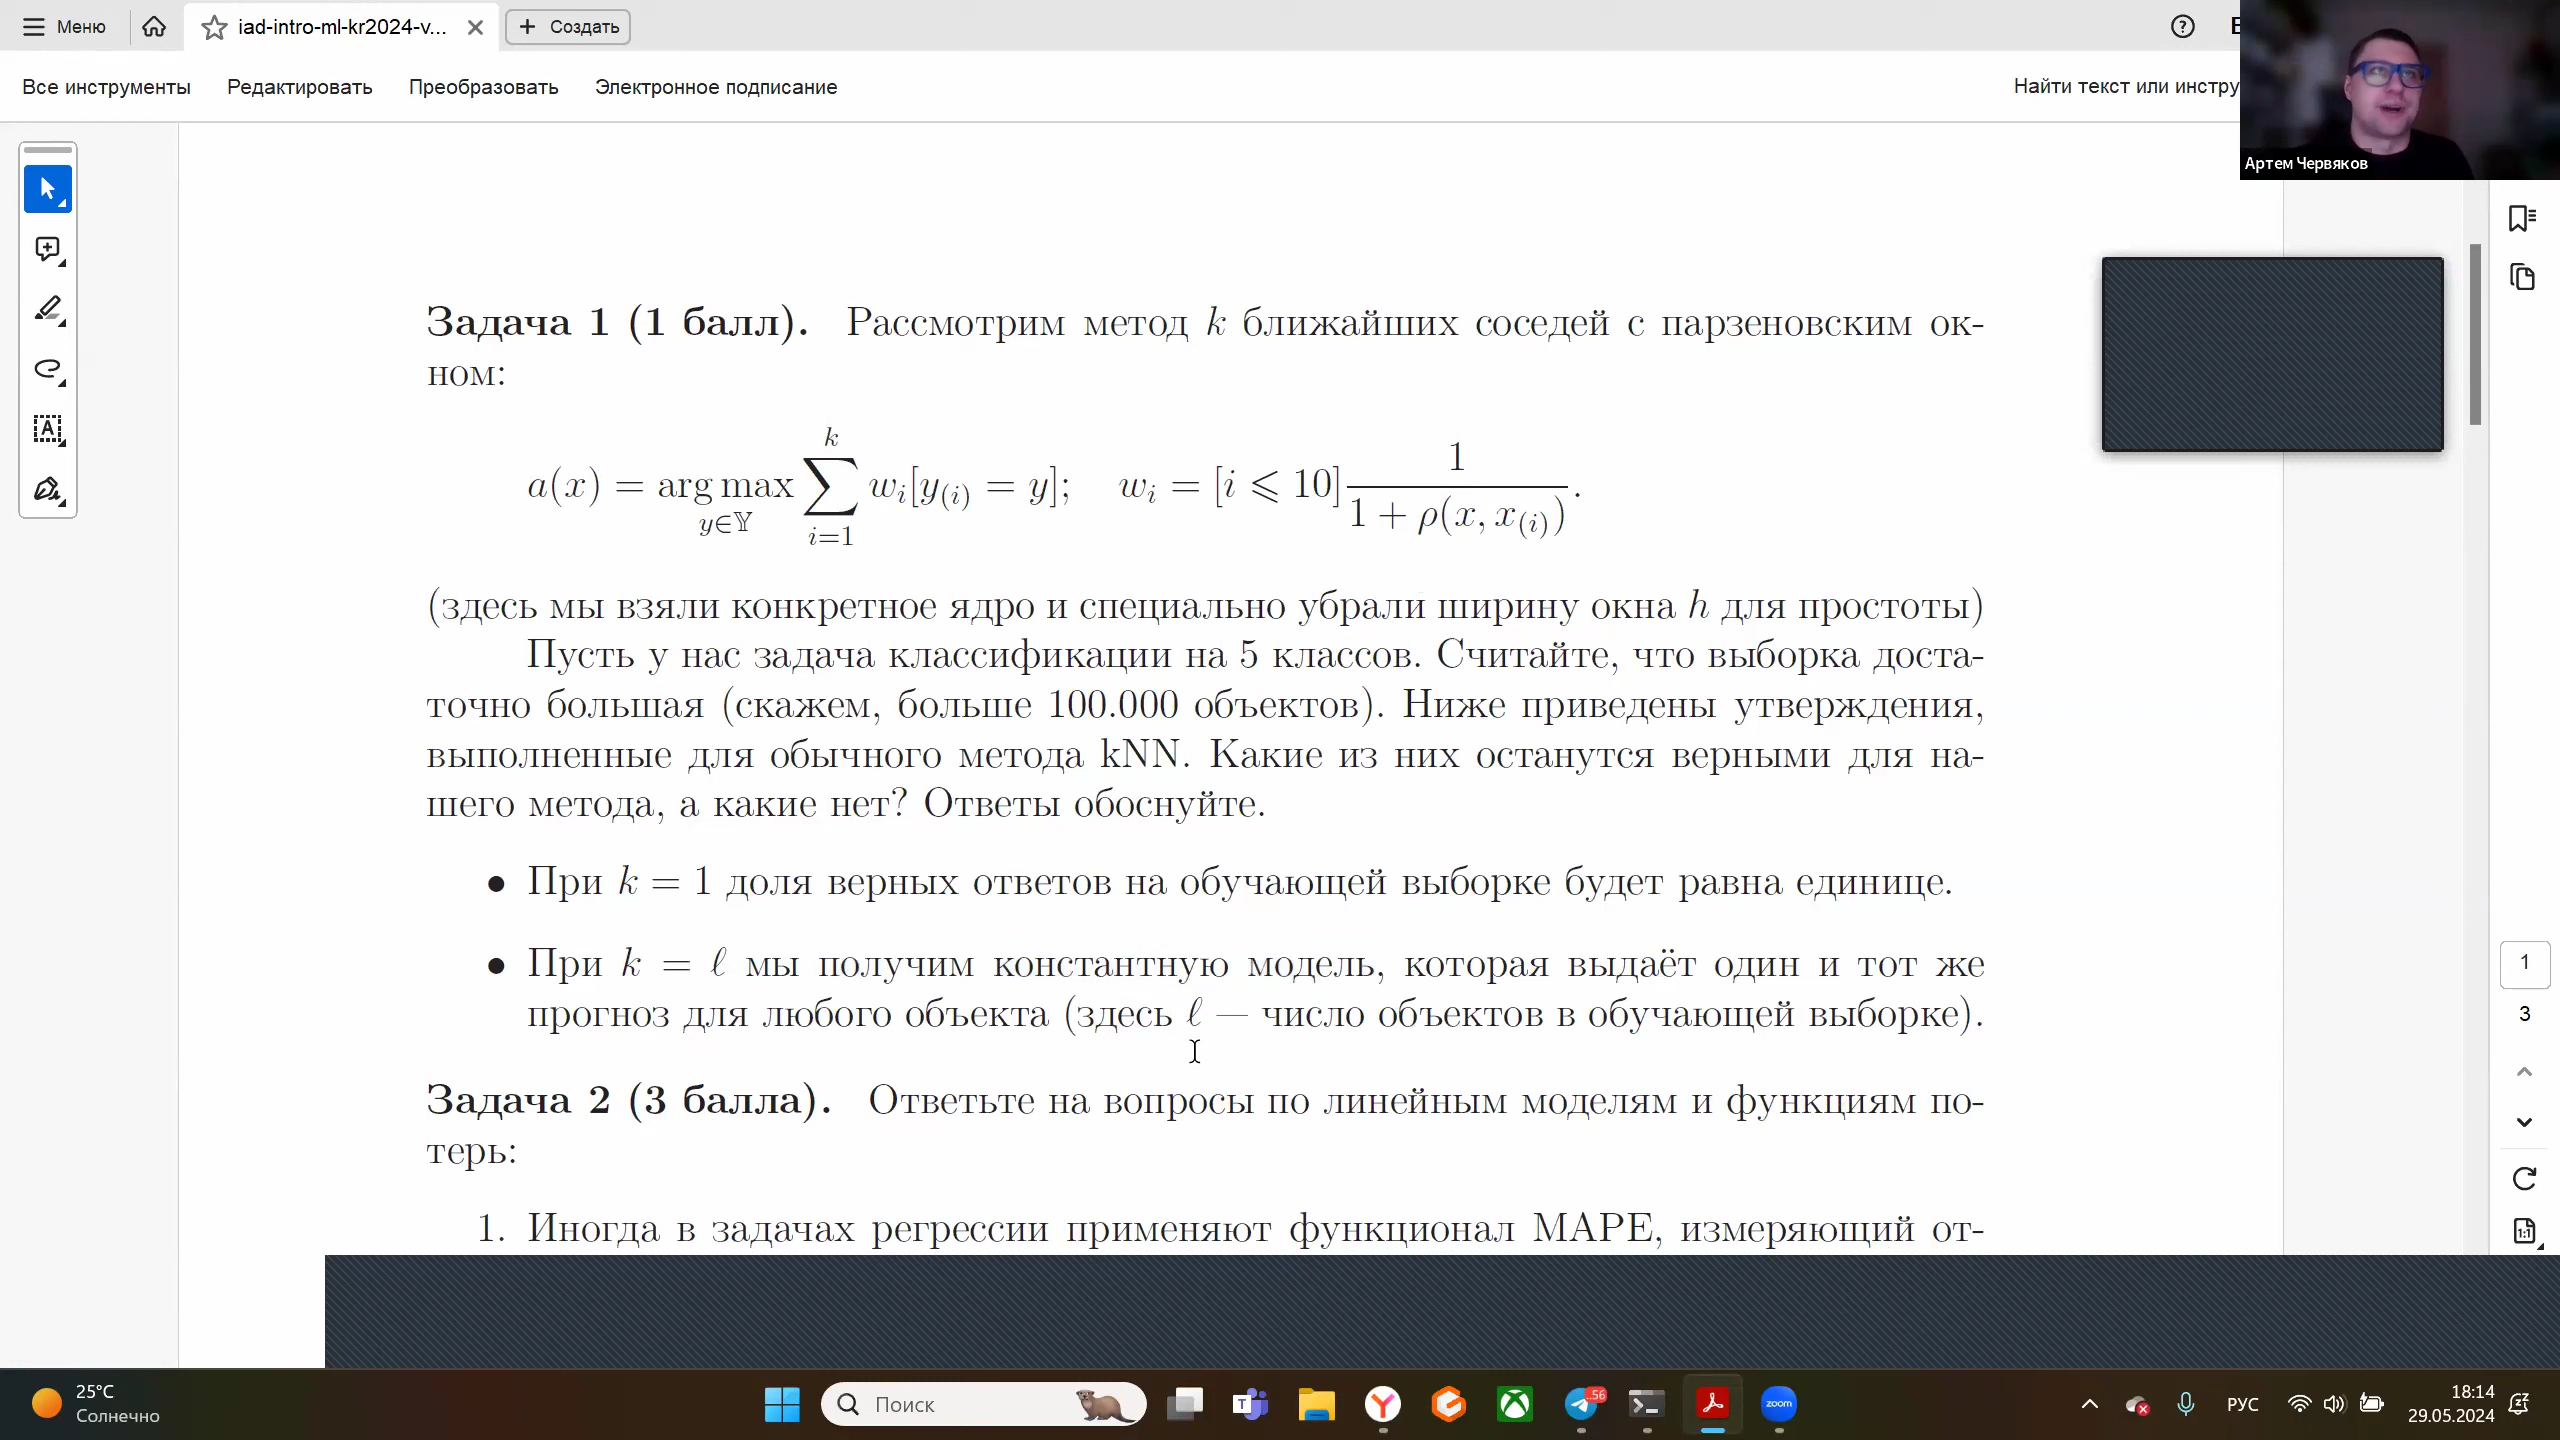 Меню
iad-intro-ml-kr2024-v...
Создать
Все инструменты
Редактировать
Преобразовать
Электронное подписание
Найти текст или инстру
Артем Червяков
Задача 1 (1 балл). Рассмотрим метод k ближайших соседей с парзеновским ок-
ном:
a(x) = arg max_{y∈𝕐} ∑_{i=1}^{k} w_i[y_{(i)} = y]; w_i = [i ⩽ 10] 1/(1 + ρ(x, x_{(i)})).
(здесь мы взяли конкретное ядро и специально убрали ширину окна h для простоты)
Пусть у нас задача классификации на 5 классов. Считайте, что выборка доста-
точно большая (скажем, больше 100.000 объектов). Ниже приведены утверждения,
выполненные для обычного метода kNN. Какие из них останутся верными для на-
шего метода, а какие нет? Ответы обоснуйте.
• При k = 1 доля верных ответов на обучающей выборке будет равна единице.
• При k = ℓ мы получим константную модель, которая выдаёт один и тот же
прогноз для любого объекта (здесь ℓ — число объектов в обучающей выборке).
Задача 2 (3 балла). Ответьте на вопросы по линейным моделям и функциям по-
терь:
1. Иногда в задачах регрессии применяют функционал MAPE, измеряющий от-
1
3
1:1
25°C
Солнечно
Поиск
..56
zoom
РУС
18:14
29.05.2024